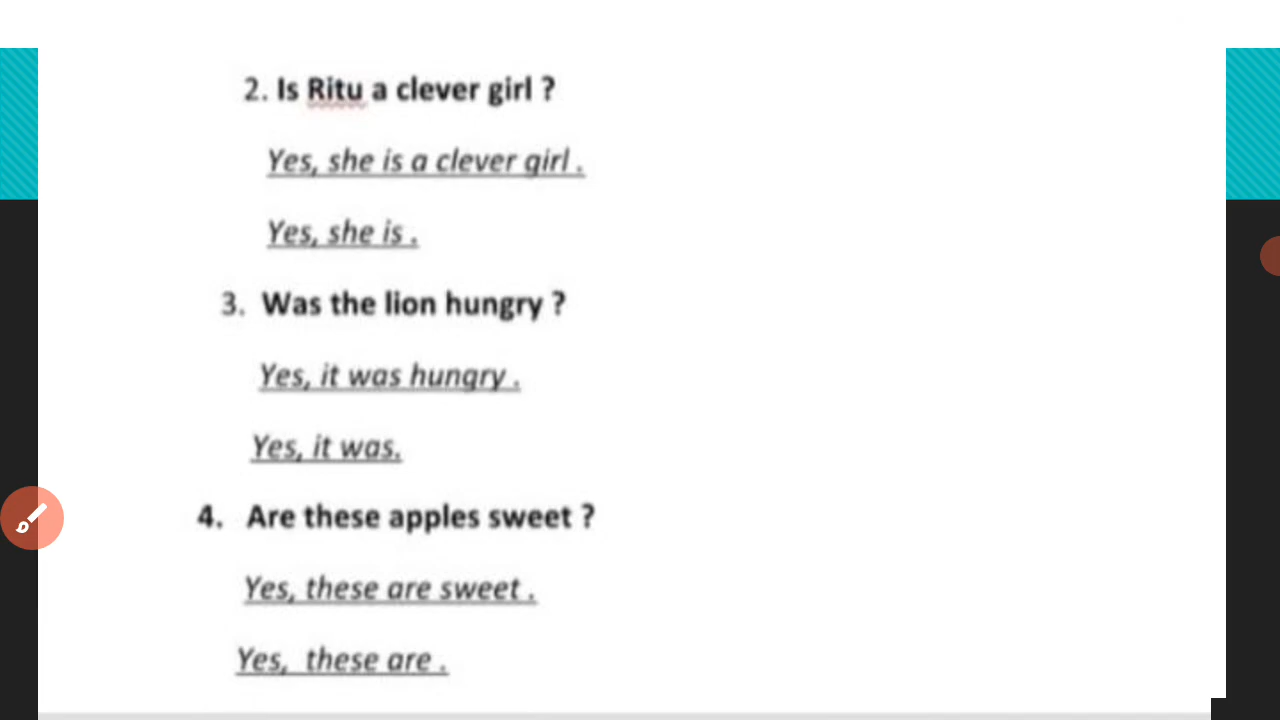 2. Is Ritu a clever girl ?
Yes, she is a clever girl .
Yes, she is .
3. Was the lion hungry ?
Yes, it was hungry .
Yes, it was.
4. Are these apples sweet ?
Yes, these are sweet .
Yes, these are .